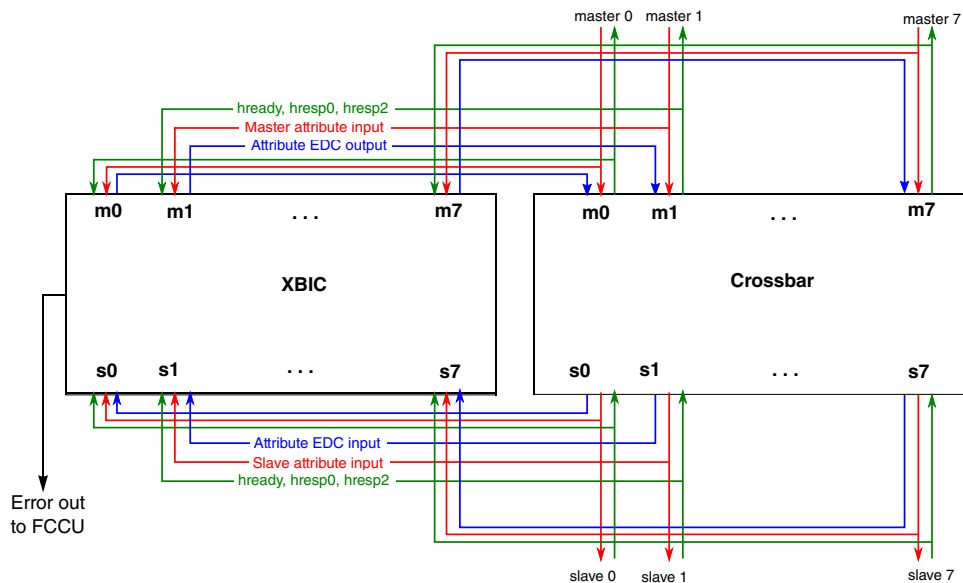 master 0
master 1
master 7
hready, hresp0, hresp2
Master attribute input
Attribute EDC output
m0
m1
. . .
m7
m0
m1
. . .
m7
XBIC
Crossbar
s0
s1
. . .
s7
s0
s1
. . .
s7
Attribute EDC input
Slave attribute input
hready, hresp0, hresp2
Error out
to FCCU
slave 0
slave 1
slave 7